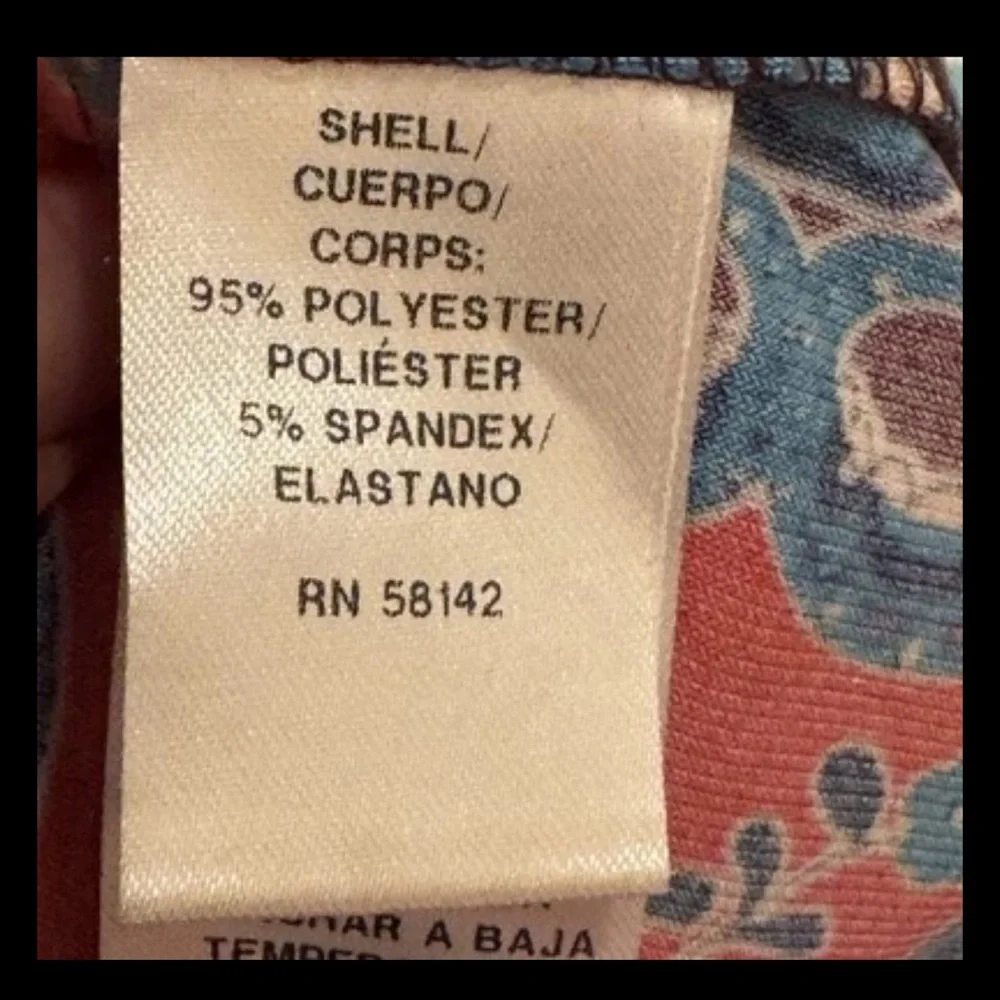 SHELL/
CUERPO/
CORPS:
95% POLYESTER/
POLIÉSTER
5% SPANDEX/
ELASTANO
RN 58142
A BAJA